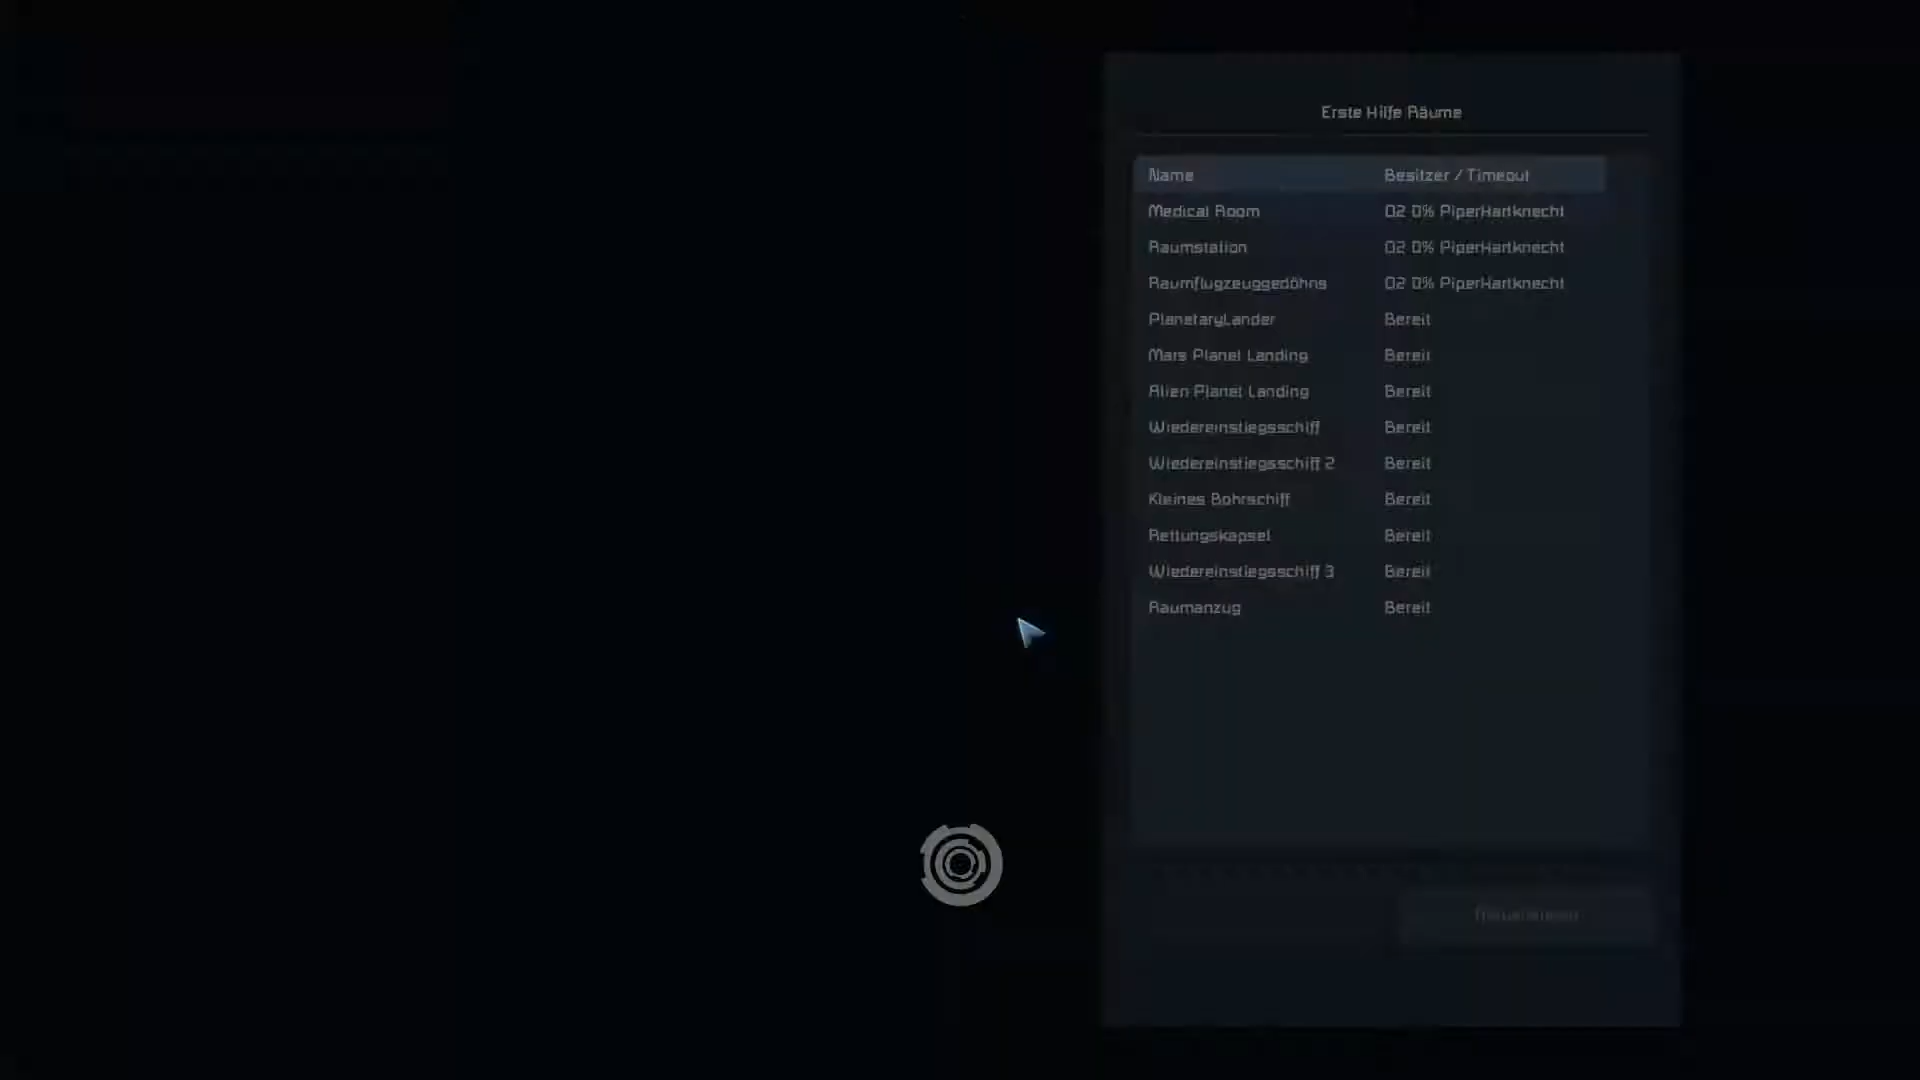 Erste Hilfe Räume
Name Besitzer / Timeout
Medical Room O2 0% PiperHartknecht
Raumstation O2 0% PiperHartknecht
Raumflugzeuggedöhns O2 0% PiperHartknecht
PlanetaryLander Bereit
Mars Planet Landing Bereit
Alien Planet Landing Bereit
Wiedereinstiegsschiff Bereit
Wiedereinstiegsschiff 2 Bereit
Kleines Bohrschiff Bereit
Rettungskapsel Bereit
Wiedereinstiegsschiff 3 Bereit
Raumanzug Bereit